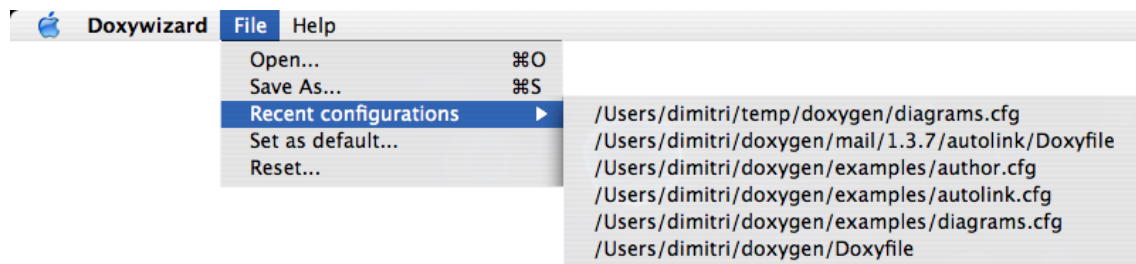 Doxywizard File Help
Open... ⌘O
Save As... ⌘S
Recent configurations ▶
Set as default...
Reset...
/Users/dimitri/temp/doxygen/diagrams.cfg
/Users/dimitri/doxygen/mail/1.3.7/autolink/Doxyfile
/Users/dimitri/doxygen/examples/author.cfg
/Users/dimitri/doxygen/examples/autolink.cfg
/Users/dimitri/doxygen/examples/diagrams.cfg
/Users/dimitri/doxygen/Doxyfile